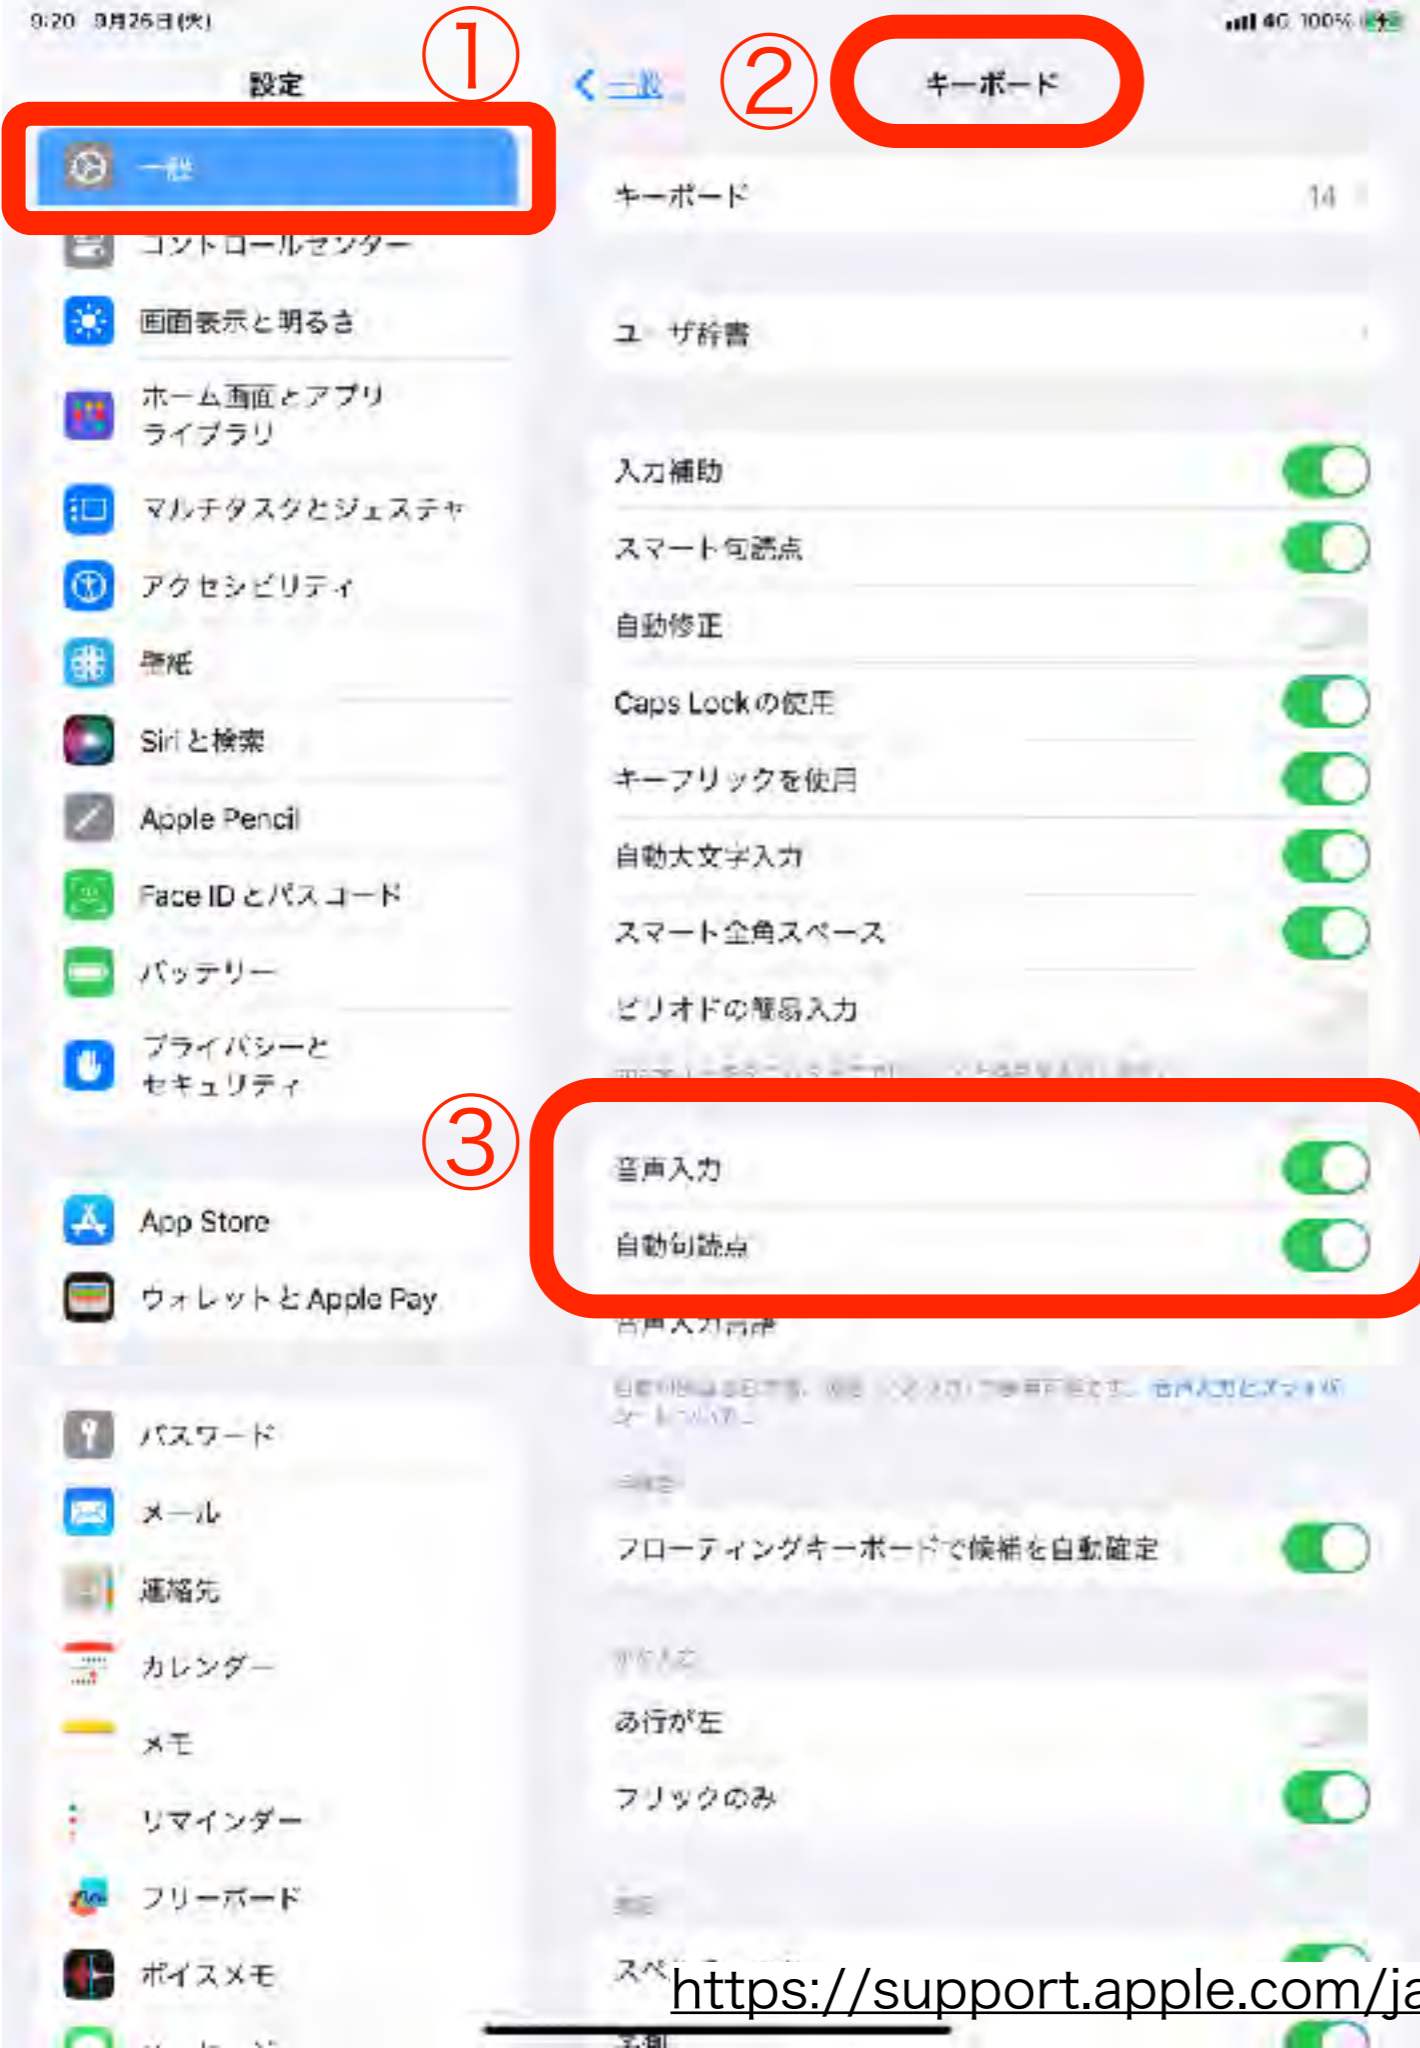 9:20 9月26日(火)
4G 100%
①
②
設定
一般
キーボード
一般
キーボード
14
コントロールセンター
ユーザ辞書
画面表示と明るさ
ホーム画面とアプリ
ライブラリ
入力補助
マルチタスクとジェスチャ
スマート句読点
アクセシビリティ
自動修正
壁紙
Caps Lockの使用
Siriと検索
キーフリックを使用
Apple Pencil
自動大文字入力
Face IDとパスコード
スマート全角スペース
バッテリー
ピリオドの簡易入力
プライバシーと
セキュリティ
③
音声入力
App Store
自動句読点
ウォレットとApple Pay
音声入力言語
パスワード
メール
フローティングキーボードで候補を自動確定
連絡先
カレンダー
あ行が左
メモ
フリックのみ
リマインダー
フリーボード
ボイスメモ
https://support.apple.com/ja